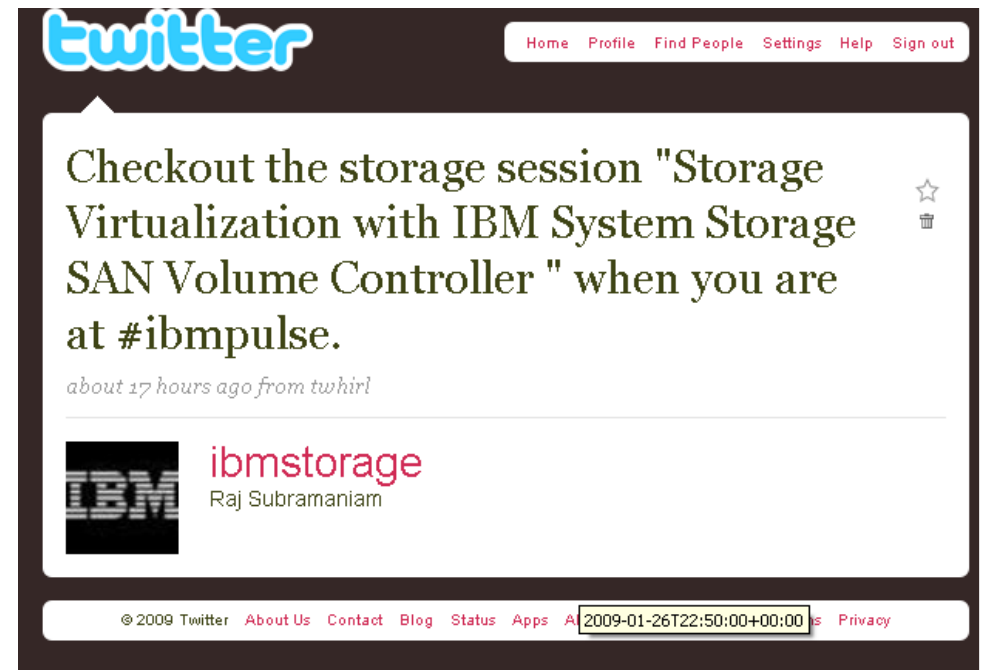 twitter
Home Profile Find People Settings Help Sign out
Checkout the storage session "Storage
Virtualization with IBM System Storage
SAN Volume Controller " when you are
at #ibmpulse.
about 17 hours ago from twhirl
IBM
ibmstorage
Raj Subramaniam
© 2009 Twitter About Us Contact Blog Status Apps 2009-01-26T22:50:00+00:00 Privacy